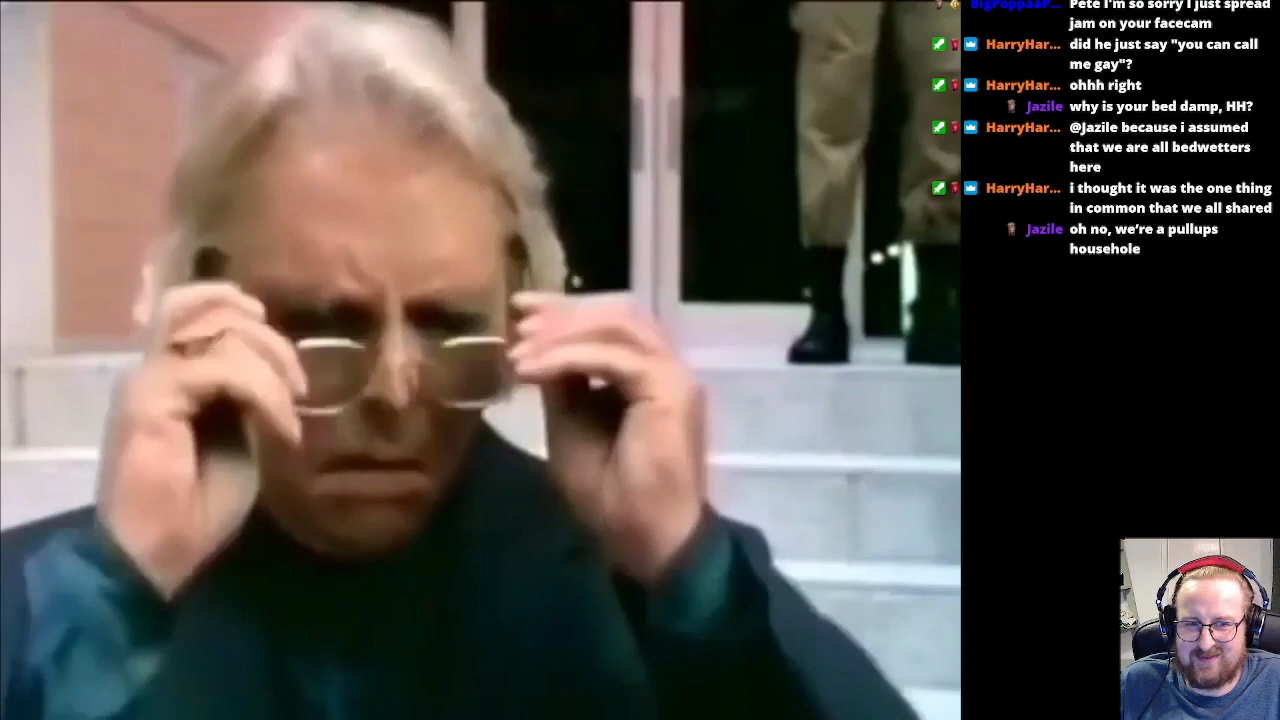 BigPoppaaP... Pete I'm so sorry I just spread
jam on your facecam
HarryHar... did he just say "you can call
me gay"?
HarryHar... ohhh right
Jazile why is your bed damp, HH?
HarryHar... @Jazile because i assumed
that we are all bedwetters
here
HarryHar... i thought it was the one thing
in common that we all shared
Jazile oh no, we’re a pullups
househole